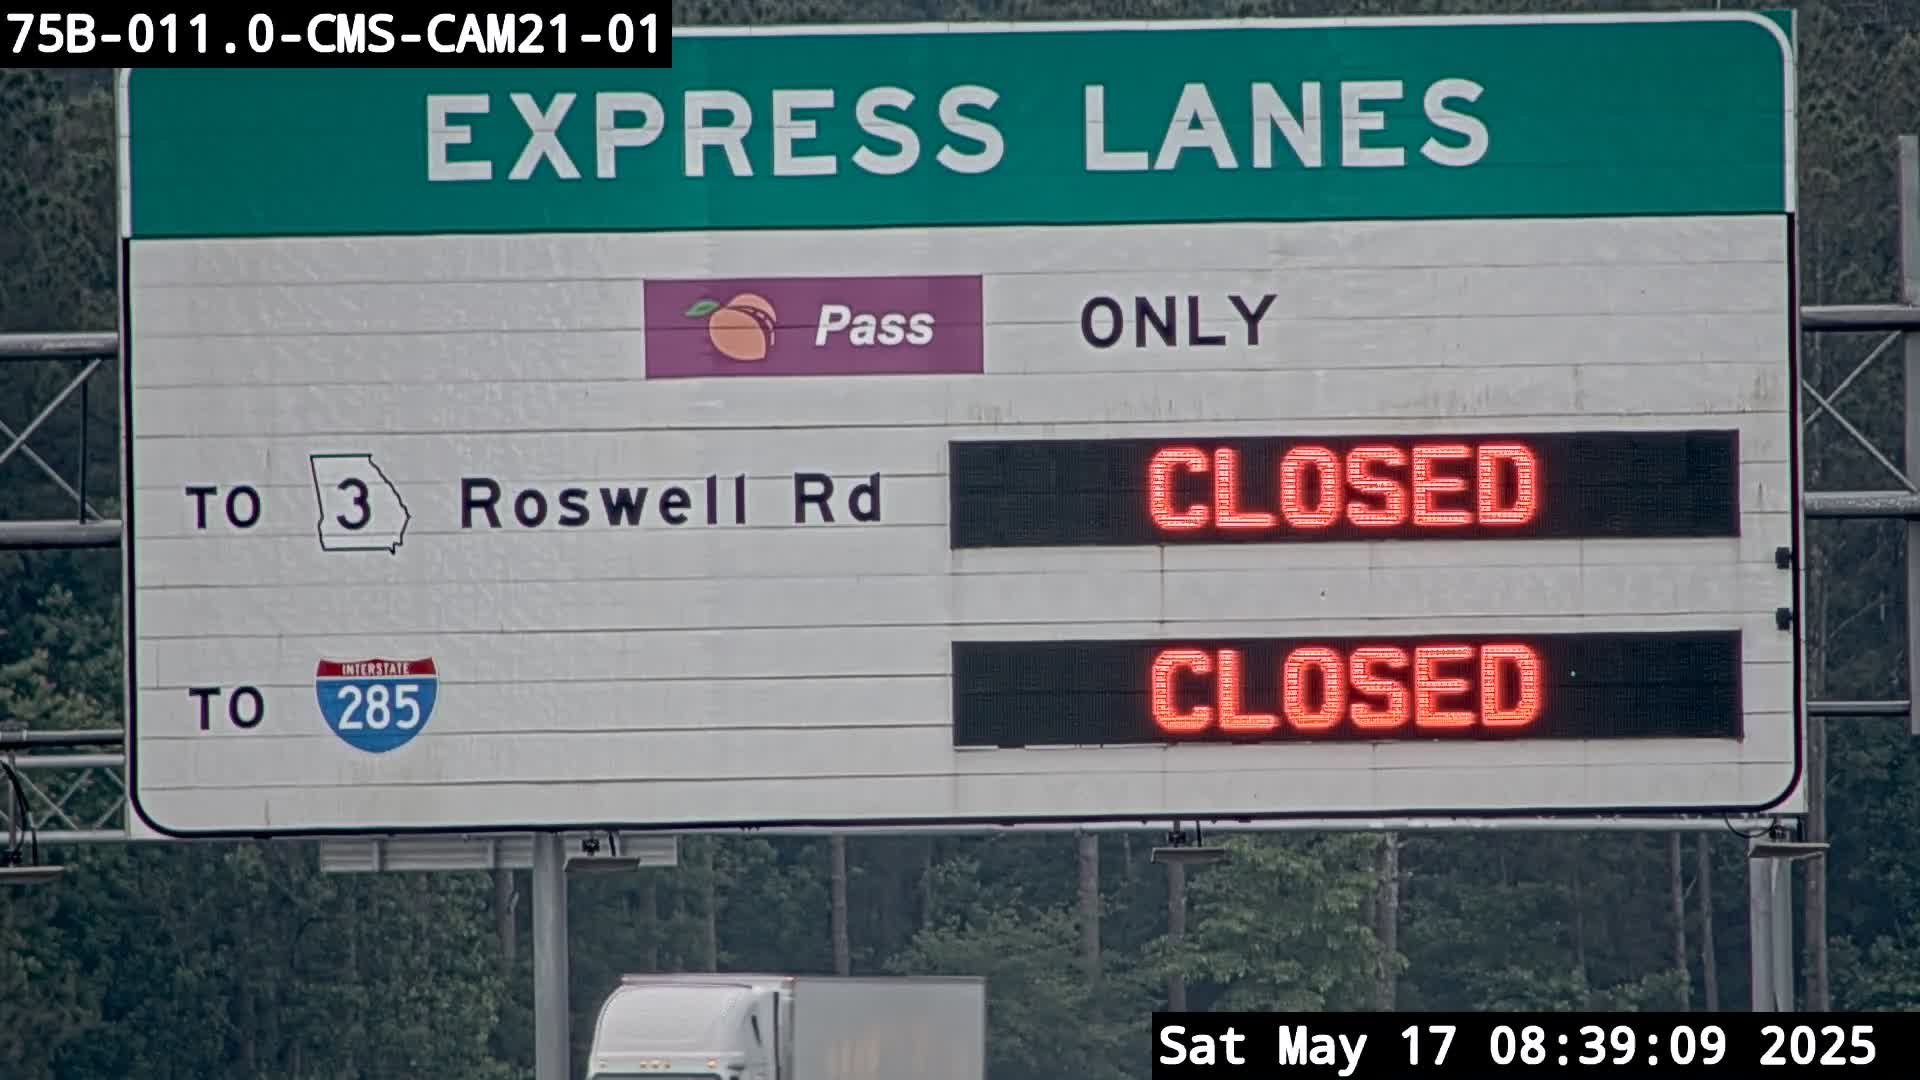 75B-011.0-CMS-CAM21-01
EXPRESS LANES
Pass ONLY
TO 3 Roswell Rd CLOSED
INTERSTATE
TO 285 CLOSED
Sat May 17 08:39:09 2025